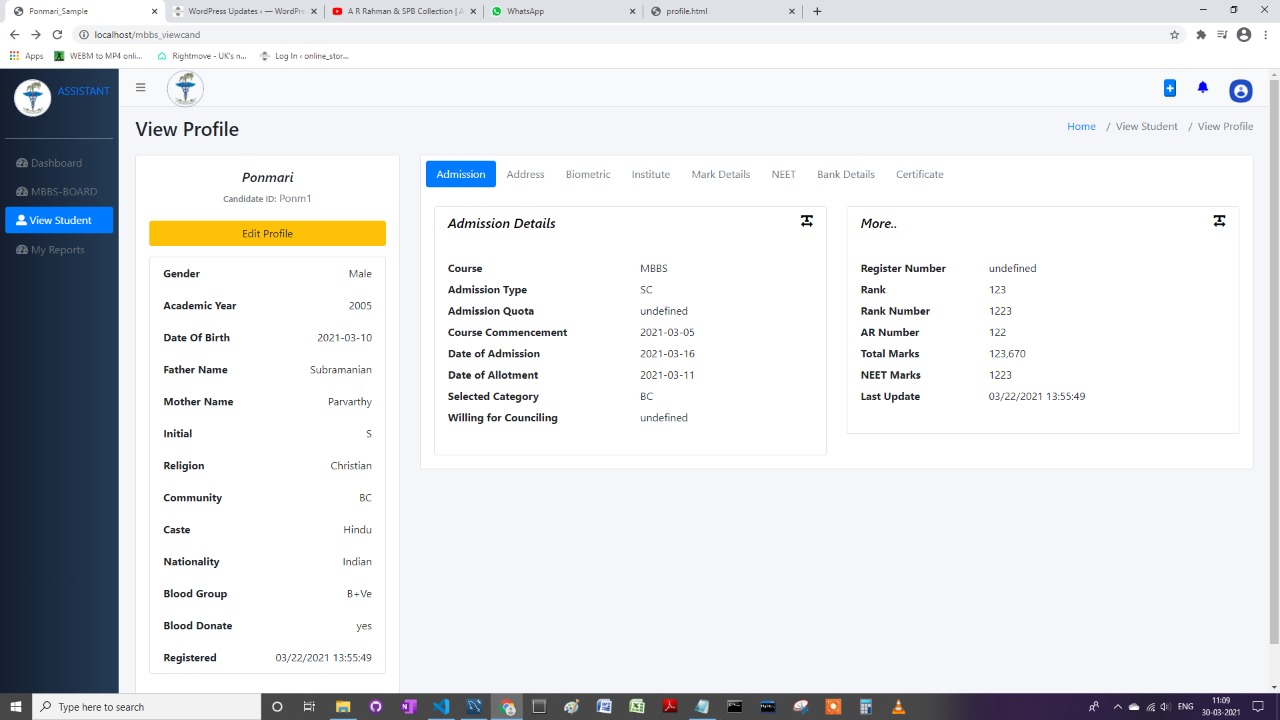 Ponmari_Sample
WordPress Updates ‹ — WordPre
A R Rahman & SPB Collection | A
WhatsApp
profile.html
localhost/mbbs_viewcand
Apps
WEBM to MP4 onli...
Rightmove - UK's n...
Log In ‹ online_stor...
ASSISTANT
View Profile
Home / View Student / View Profile
Dashboard
MBBS-BOARD
View Student
My Reports
Ponmari
Candidate ID: Ponm1
Edit Profile
Gender Male
Academic Year 2005
Date Of Birth 2021-03-10
Father Name Subramanian
Mother Name Parvarthy
Initial S
Religion Christian
Community BC
Caste Hindu
Nationality Indian
Blood Group B+Ve
Blood Donate yes
Registered 03/22/2021 13:55:49
Admission Address Biometric Institute Mark Details NEET Bank Details Certificate
Admission Details
Course MBBS
Admission Type SC
Admission Quota undefined
Course Commencement 2021-03-05
Date of Admission 2021-03-16
Date of Allotment 2021-03-11
Selected Category BC
Willing for Counciling undefined
More..
Register Number undefined
Rank 123
Rank Number 1223
AR Number 122
Total Marks 123,670
NEET Marks 1223
Last Update 03/22/2021 13:55:49
Type here to search
ENG
11:09
30-03-2021